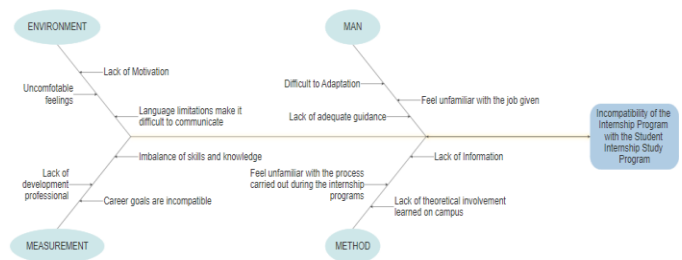 ENVIRONMENT
Lack of Motivation
Uncomfotable
feelings
Language limitations make it
difficult to communicate
MAN
Difficult to Adaptation
Feel unfamiliar with the job given
Lack of adequate guidance
Incompatibility of the
Internship Program
with the Student
Internship Study
Program
Imbalance of skills and knowledge
Lack of
development
professional
Career goals are incompatible
MEASUREMENT
Lack of Information
Feel unfamiliar with the process
carried out during the internship
programs
Lack of theoretical involvement
learned on campus
METHOD